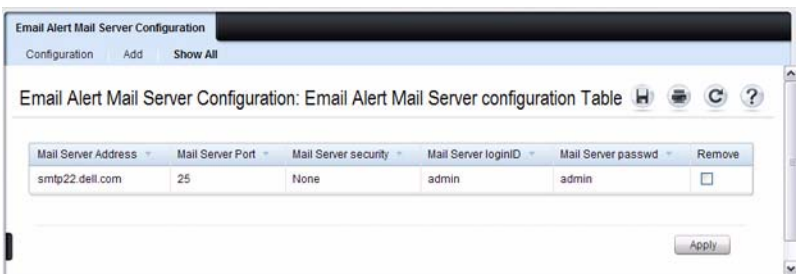 Email Alert Mail Server Configuration
Configuration Add Show All
Email Alert Mail Server Configuration: Email Alert Mail Server configuration Table
Mail Server Address Mail Server Port Mail Server security Mail Server loginID Mail Server passwd Remove
smtp22.dell.com 25 None admin admin
Apply